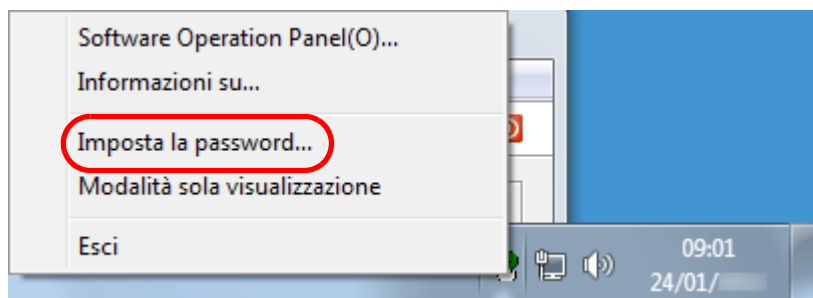 Software Operation Panel(O)...
Informazioni su...
Imposta la password...
Modalità sola visualizzazione
Esci
09:01
24/01/